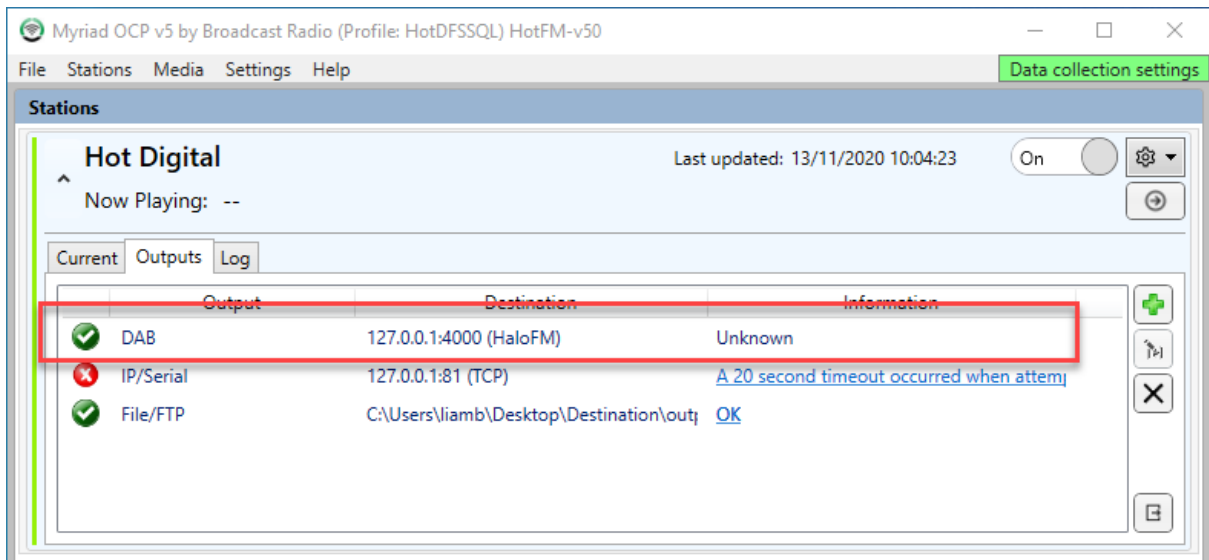 Myriad OCP v5 by Broadcast Radio (Profile: HotDFSSQL) HotFM-v50
File Stations Media Settings Help Data collection settings
Stations
Hot Digital Last updated: 13/11/2020 10:04:23 On
Now Playing: --
Current Outputs Log
Output Destination Information
DAB 127.0.0.1:4000 (HaloFM) Unknown
IP/Serial 127.0.0.1:81 (TCP) A 20 second timeout occurred when attemp
File/FTP C:\Users\liamb\Desktop\Destination\outp OK